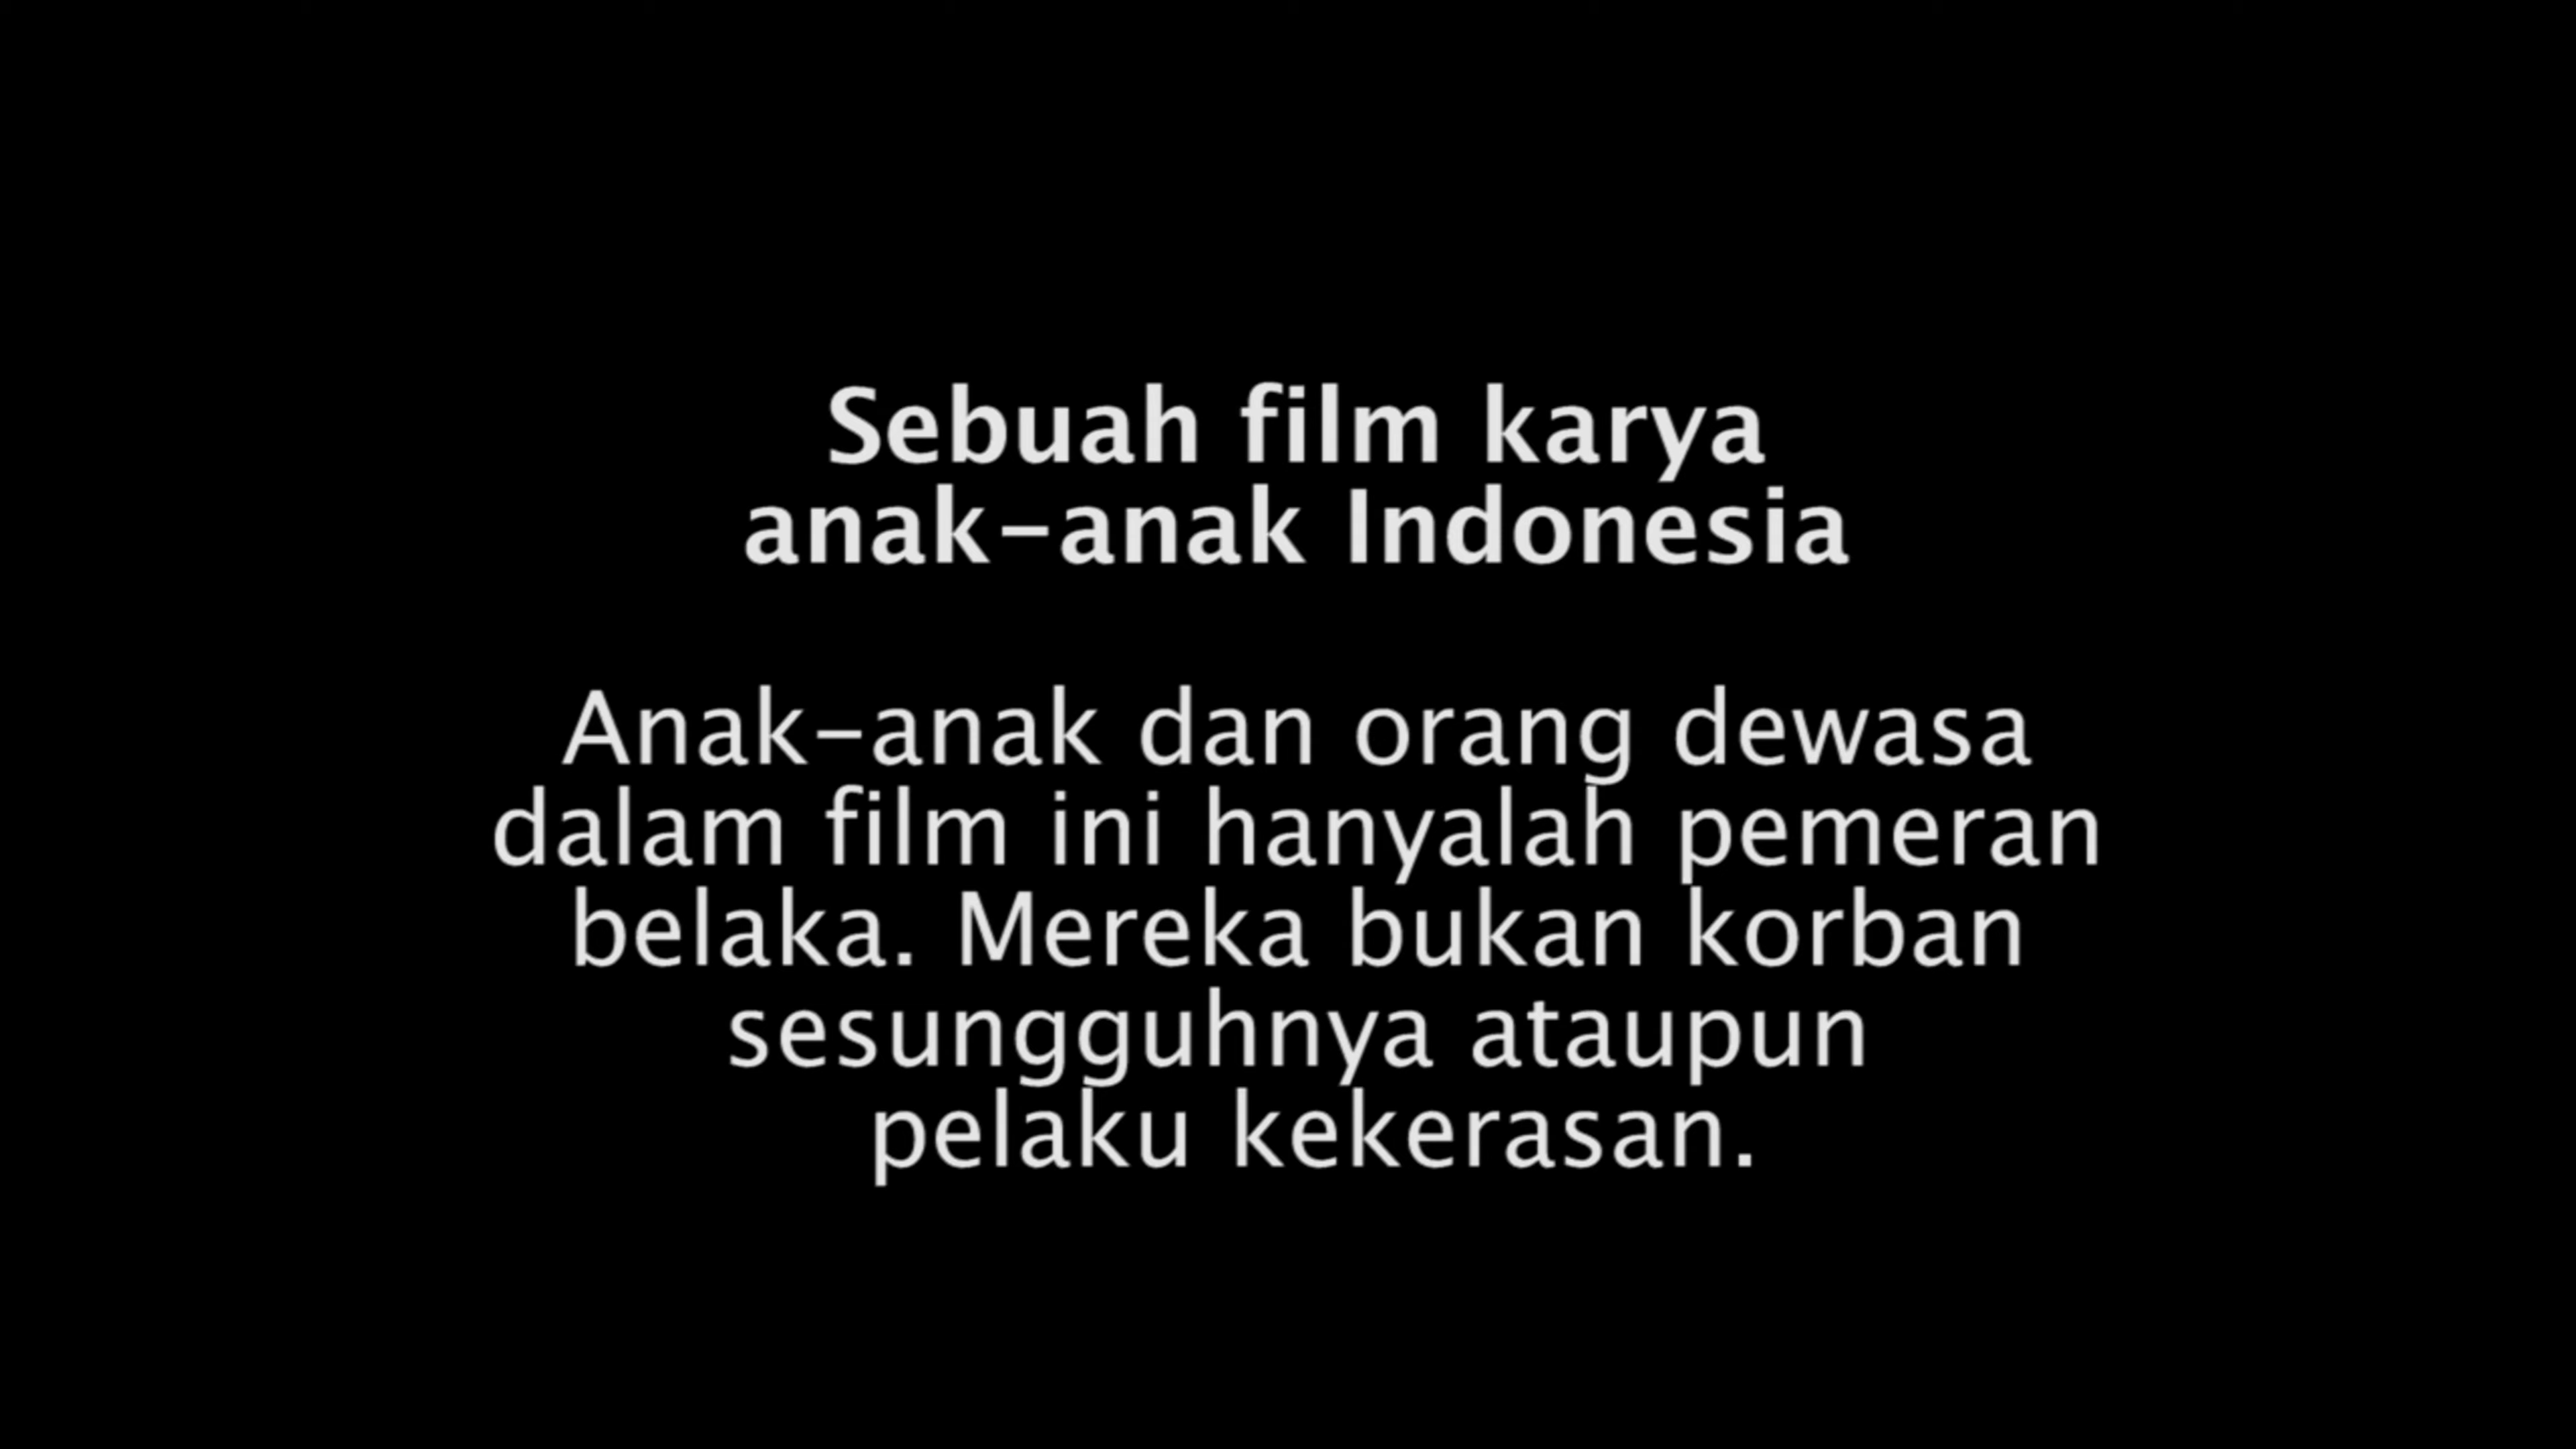 Sebuah film karya
anak-anak Indonesia
Anak-anak dan orang dewasa
dalam film ini hanyalah pemeran
belaka. Mereka bukan korban
sesungguhnya ataupun
pelaku kekerasan.